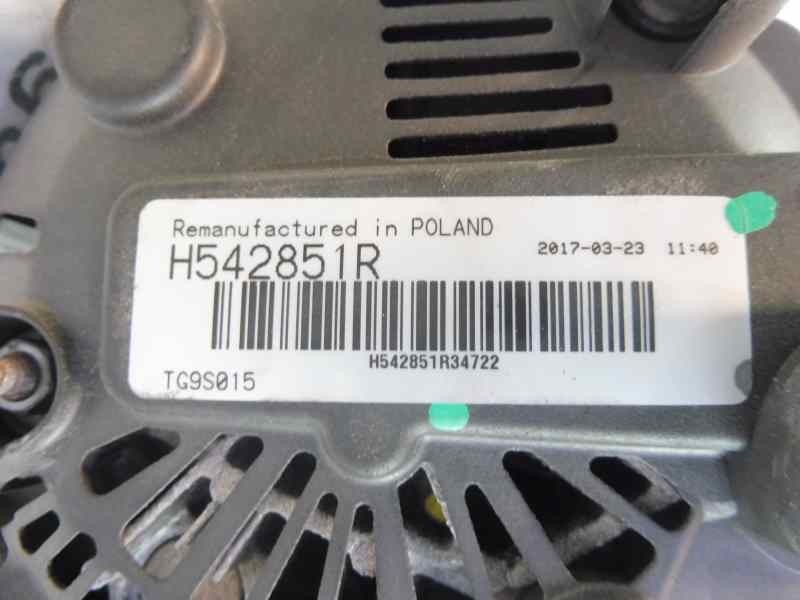 Remanufactured in POLAND
H542851R
2017-03-23 11:40
H542851R34722
TG9S015